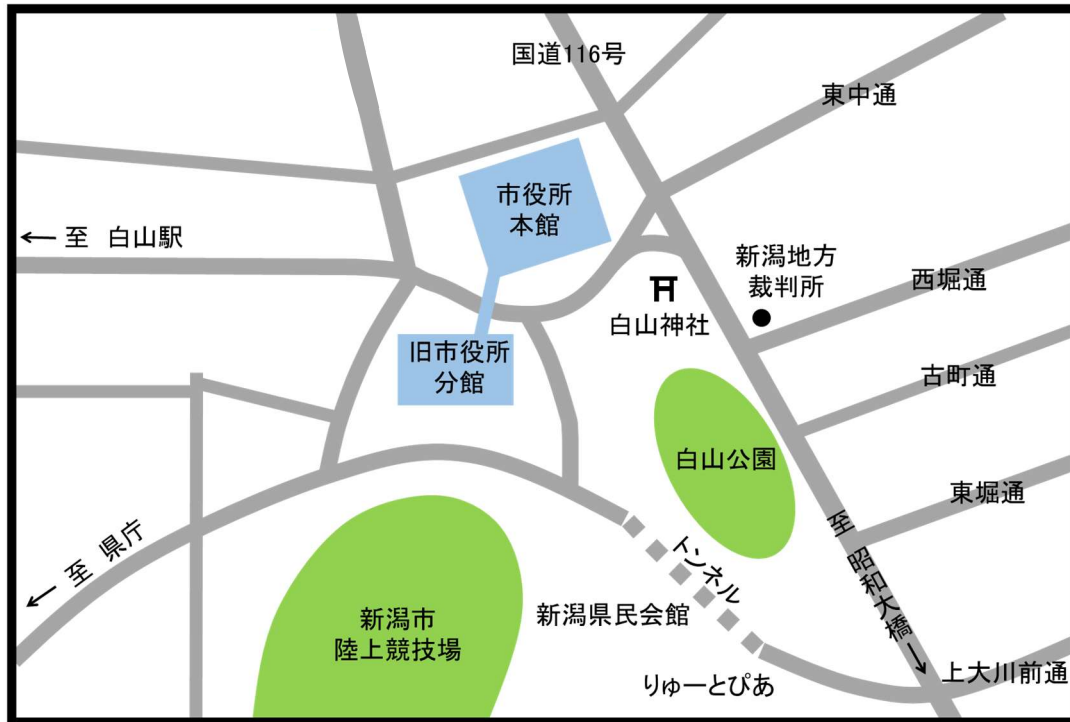 国道116号
東中通
市役所
本館
← 至 白山駅
新潟地方
裁判所
西堀通
白山神社
旧市役所
分館
古町通
白山公園
東堀通
← 至 県庁
トンネル
至 昭和大橋→
新潟市
陸上競技場
新潟県民会館
りゅーとぴあ
上大川前通